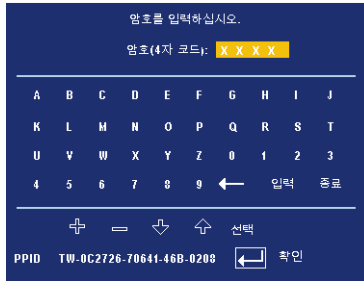 암호를 입력하십시오.
암호(4자 코드): X X X X
A B C D E F G H I J
K L M N O P Q R S T
U V W X Y Z 0 1 2 3
4 5 6 7 8 9 ← 입력 종료
선택
PPID TW-0C2726-70641-46B-0208 확인